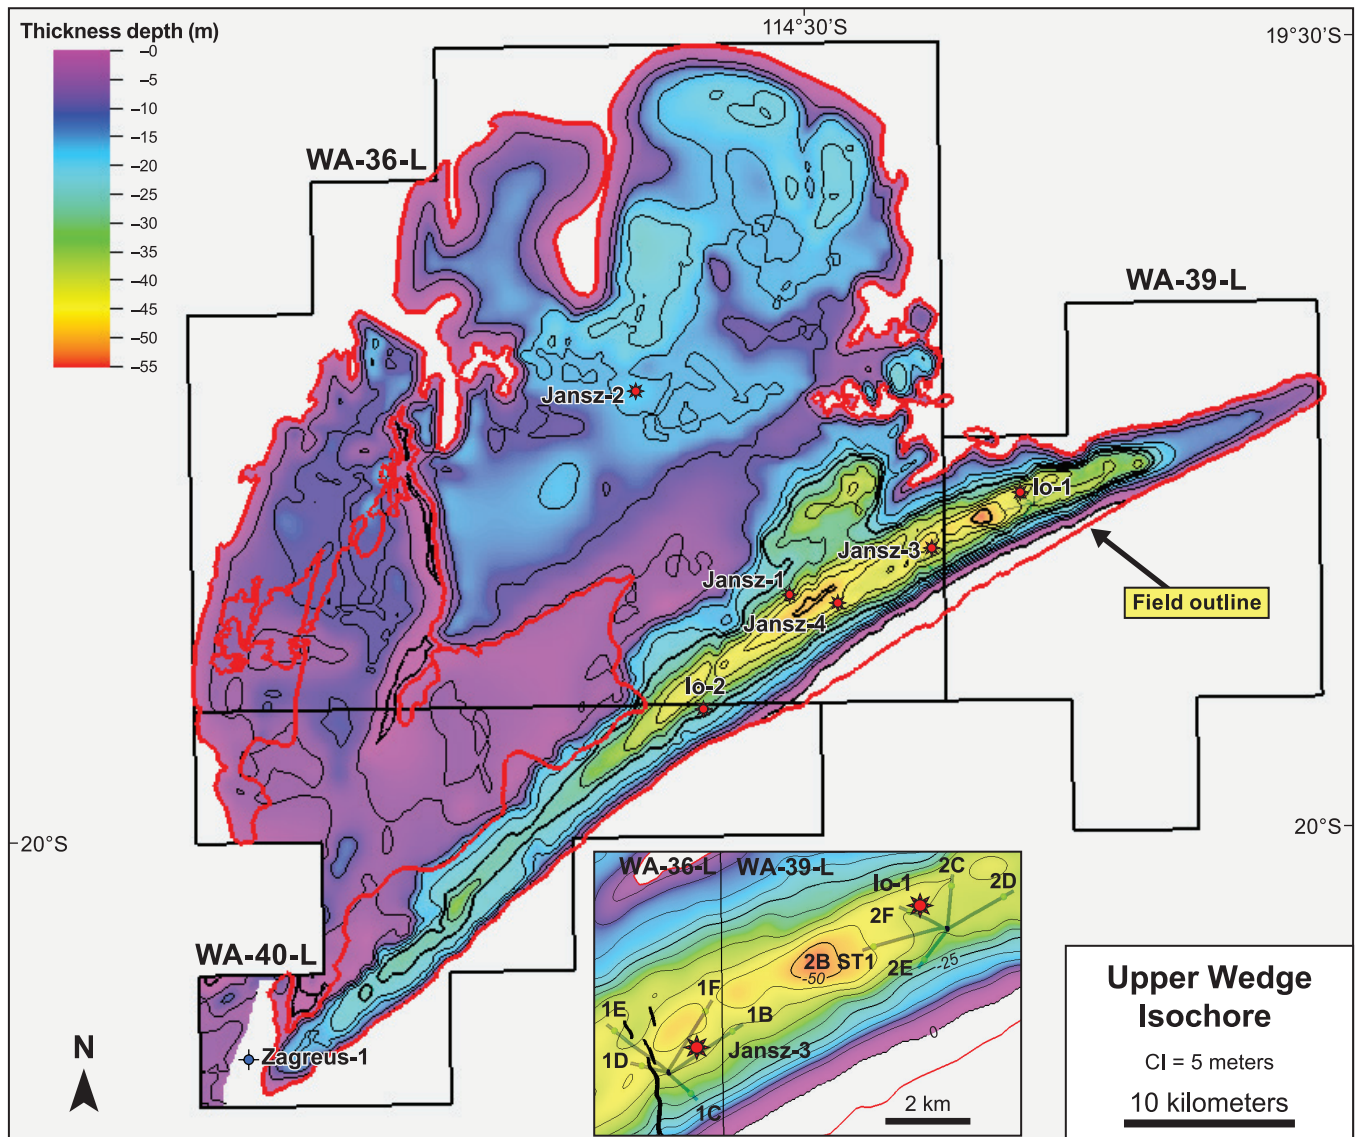 Thickness depth (m)
–0
–5
–10
–15
–20
–25
–30
–35
–40
–45
–50
–55
114°30'S
19°30'S
WA-36-L
WA-39-L
Jansz-2
Io-1
Jansz-3
Jansz-1
Jansz-4
Field outline
Io-2
20°S
20°S
WA-40-L
Zagreus-1
N
WA-36-L
WA-39-L
2C
2D
Io-1
2F
2B ST1
2E
-25
-50
1F
1E
1B
0
Jansz-3
1D
1C
2 km
Upper Wedge
Isochore
CI = 5 meters
10 kilometers